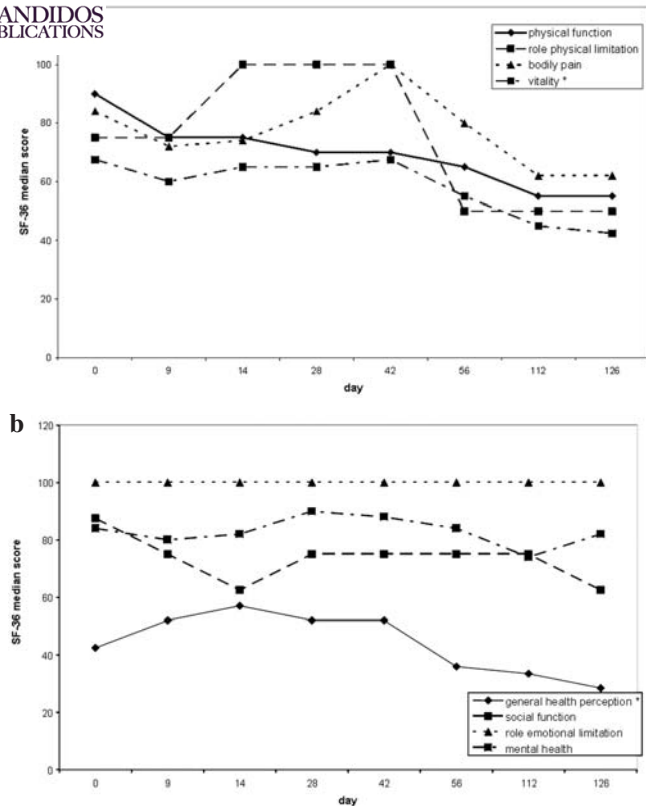 ANDIDOS
BLICATIONS
physical function
role physical limitation
bodily pain
vitality *
100
80
60
40
20
0
SF-36 median score
0 9 14 28 42 56 112 126
day
b
120
100
80
60
40
20
0
SF-36 median score
general health perception *
social function
role emotional limitation
mental health
0 9 14 28 42 56 112 126
day